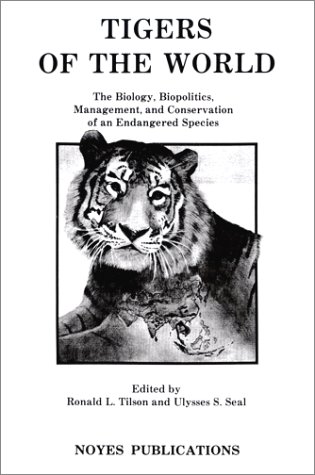 TIGERS
OF THE WORLD
The Biology, Biopolitics,
Management, and Conservation
of an Endangered Species
Edited by
Ronald L. Tilson and Ulysses S. Seal
NOYES PUBLICATIONS